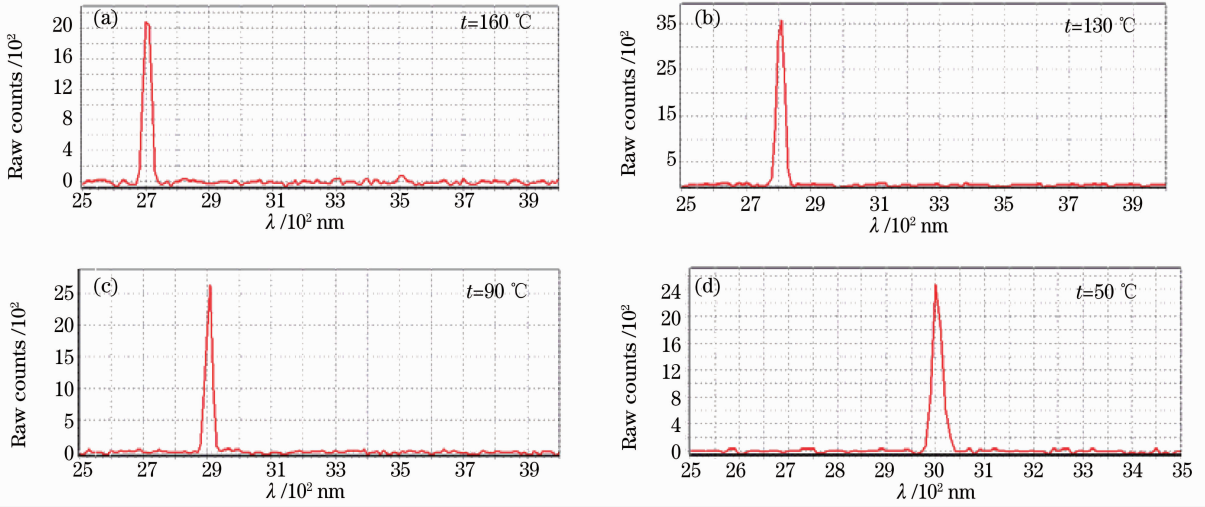 (a)
t=160 ℃
Raw counts /10²
20
16
12
8
4
0
25 27 29 31 33 35 37 39
λ /10² nm
(b)
t=130 ℃
Raw counts /10²
35
25
15
5
25 27 29 31 33 35 37 39
λ /10² nm
(c)
t=90 ℃
Raw counts /10²
25
20
15
10
5
0
25 27 29 31 33 35 37 39
λ /10² nm
(d)
t=50 ℃
Raw counts /10²
24
20
16
12
8
4
0
25 26 27 28 29 30 31 32 33 34 35
λ /10² nm